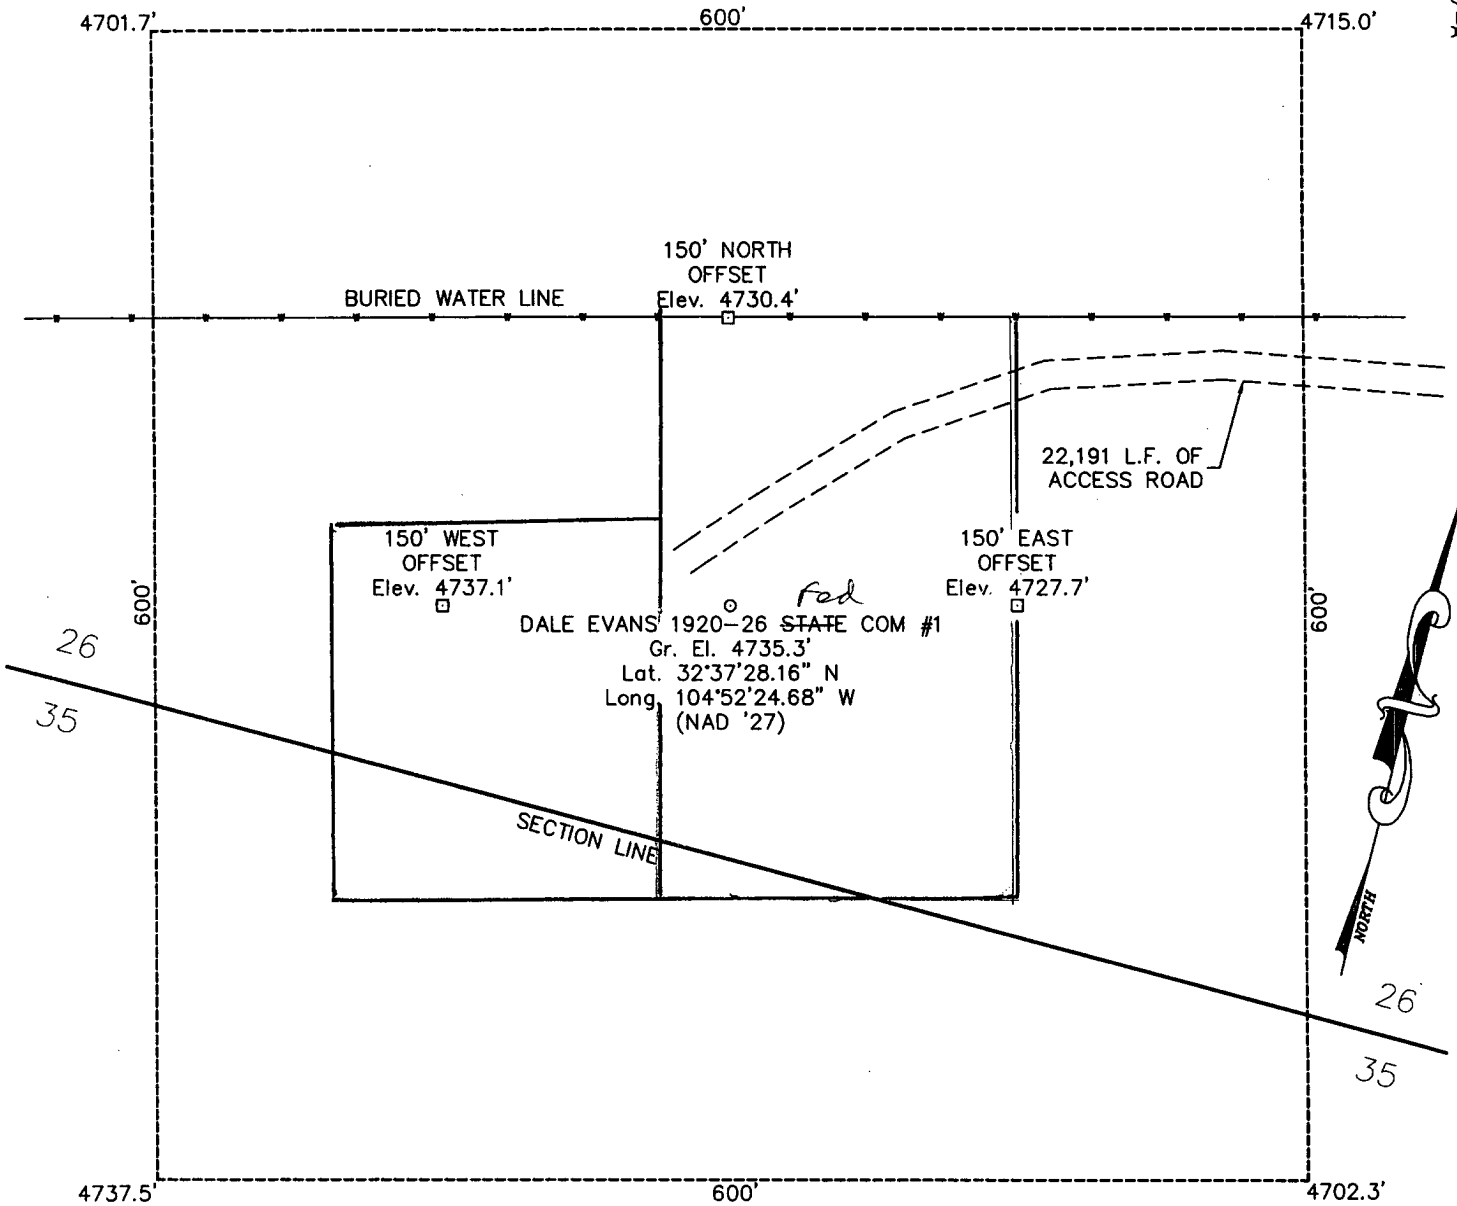 4701.7'
600'
4715.0'
150' NORTH
OFFSET
Elev. 4730.4'
BURIED WATER LINE
22,191 L.F. OF
ACCESS ROAD
150' WEST
OFFSET
Elev. 4737.1'
150' EAST
OFFSET
Elev. 4727.7'
600'
600'
Fed
DALE EVANS 1920-26 STATE COM #1
Gr. El. 4735.3'
Lat. 32°37'28.16" N
Long 104°52'24.68" W
(NAD '27)
26
35
SECTION LINE
NORTH
26
35
4737.5'
600'
4702.3'